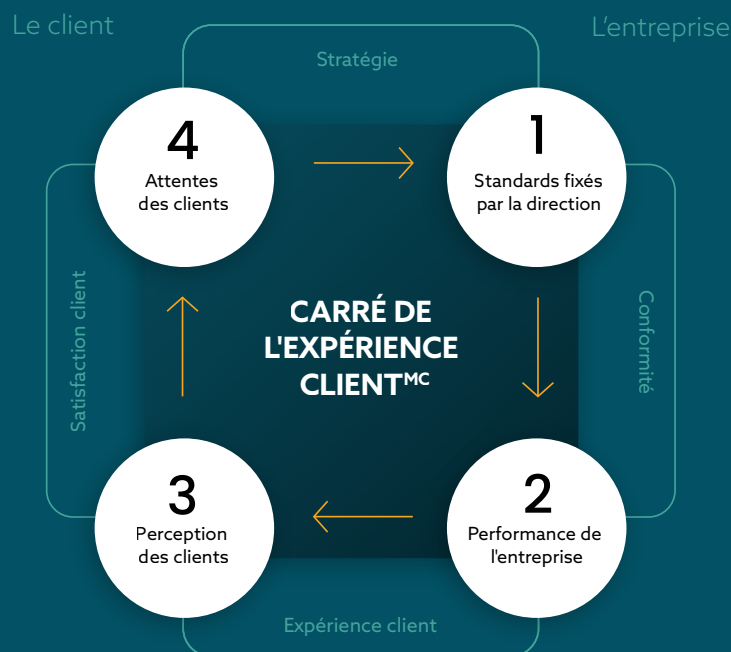 Le client
L'entreprise
Stratégie
4
Attentes
des clients
1
Standards fixés
par la direction
Satisfaction client
CARRÉ DE
L'EXPÉRIENCE
CLIENTᴹᶜ
Conformité
3
Perception
des clients
2
Performance de
l'entreprise
Expérience client